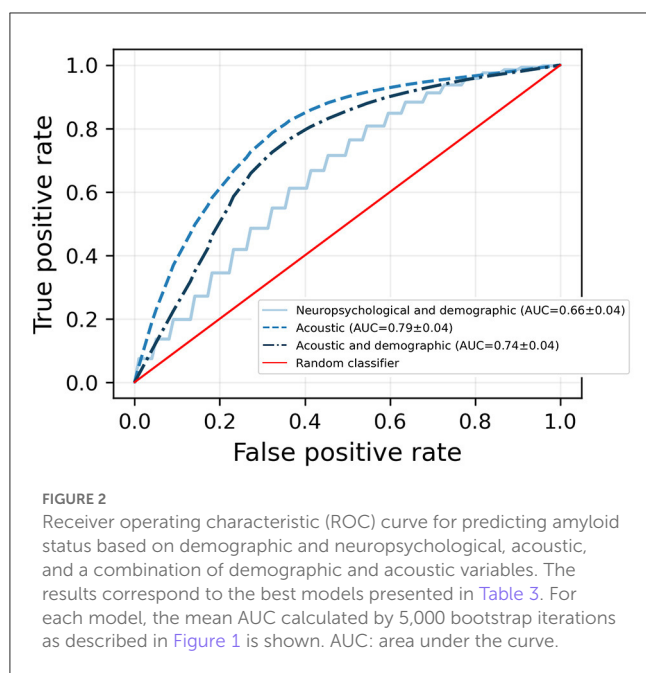 1.0
0.8
0.6
0.4
0.2
0.0
True positive rate
Neuropsychological and demographic (AUC=0.66±0.04)
Acoustic (AUC=0.79±0.04)
Acoustic and demographic (AUC=0.74±0.04)
Random classifier
0.0 0.2 0.4 0.6 0.8 1.0
False positive rate
FIGURE 2
Receiver operating characteristic (ROC) curve for predicting amyloid
status based on demographic and neuropsychological, acoustic,
and a combination of demographic and acoustic variables. The
results correspond to the best models presented in Table 3. For
each model, the mean AUC calculated by 5,000 bootstrap iterations
as described in Figure 1 is shown. AUC: area under the curve.